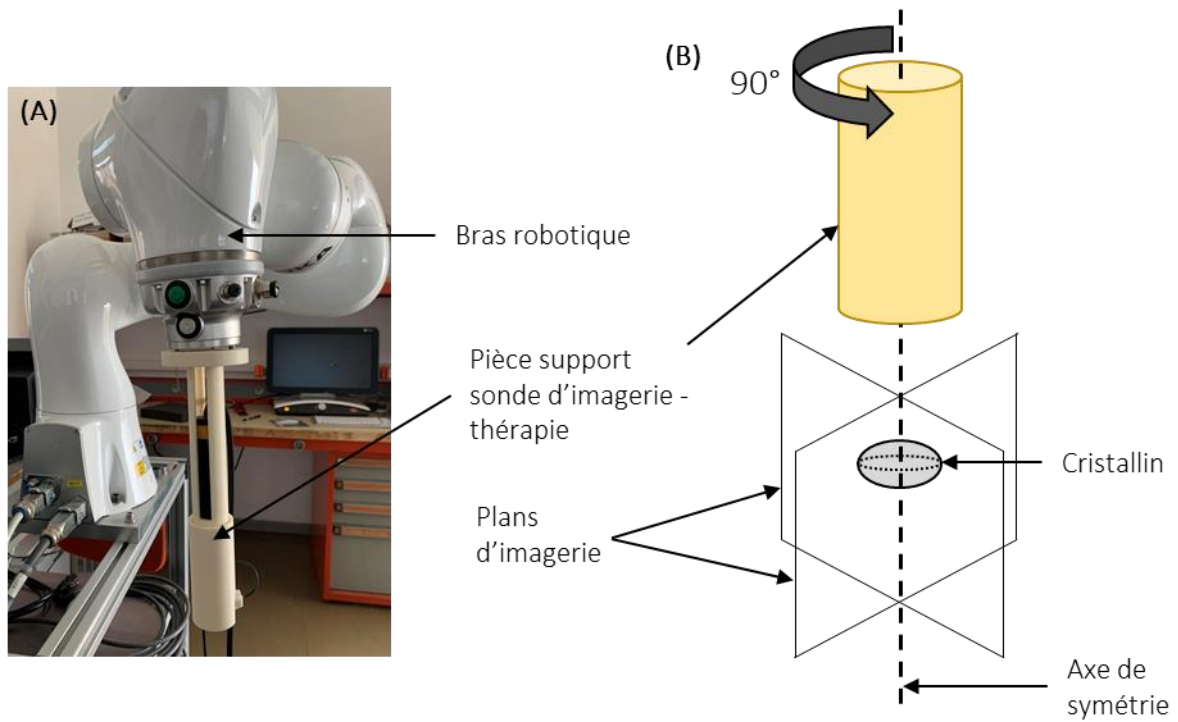 (A)
(B)
90°
Bras robotique
Pièce support
sonde d'imagerie -
thérapie
Cristallin
Plans
d'imagerie
Axe de
symétrie